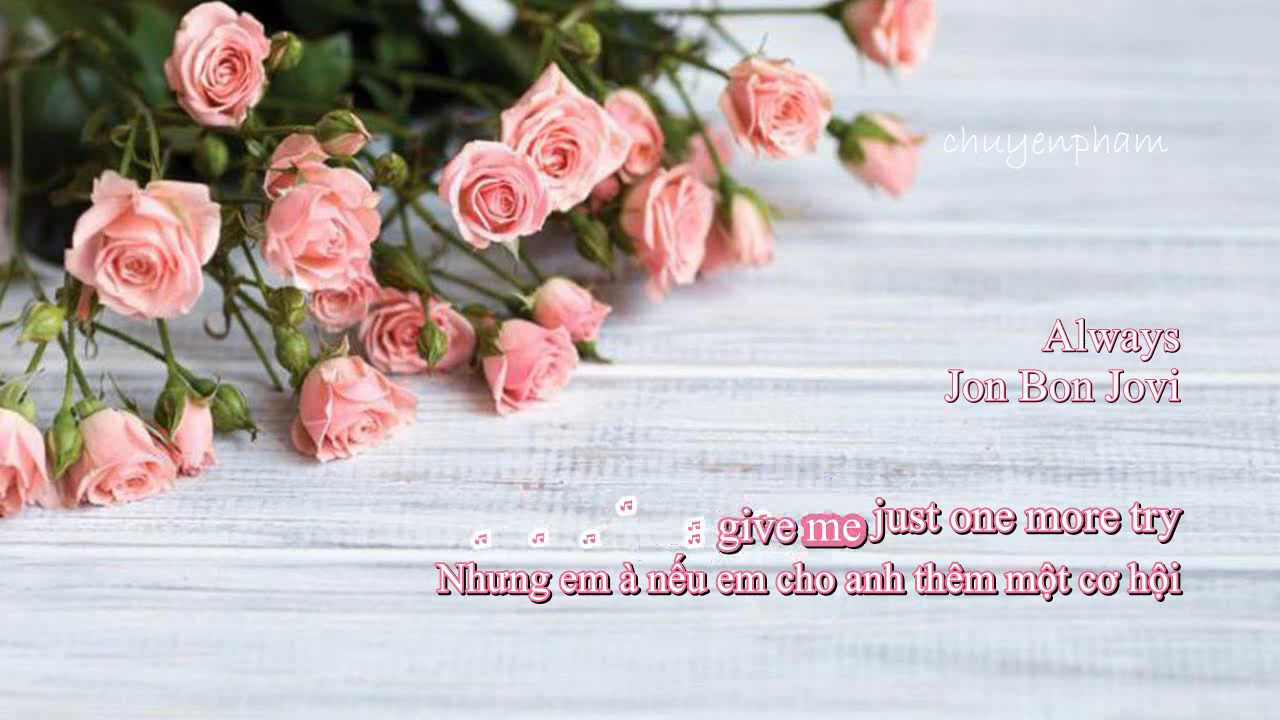 chuyenpham
Always
Jon Bon Jovi
give me just one more try
Nhưng em à nếu em cho anh thêm một cơ hội